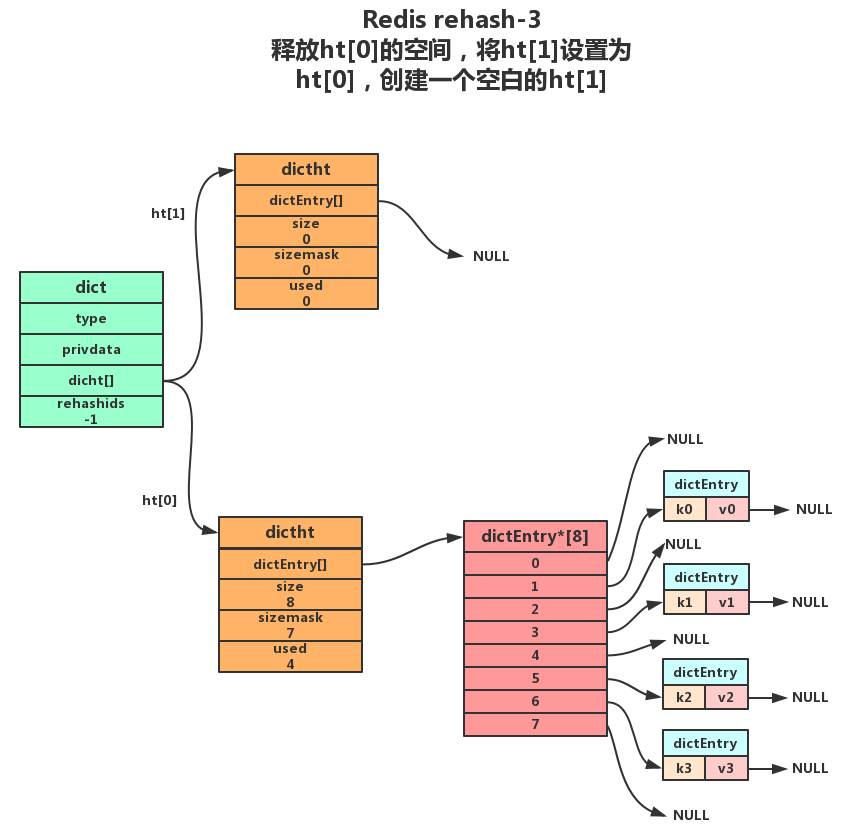 Redis rehash-3
释放ht[0]的空间，将ht[1]设置为
ht[0]，创建一个空白的ht[1]
dictht
dictEntry[]
size
0
sizemask
0
used
0
ht[1]
NULL
dict
type
privdata
dicht[]
rehashids
-1
ht[0]
dictht
dictEntry[]
size
8
sizemask
7
used
4
dictEntry*[8]
0
1
2
3
4
5
6
7
NULL
dictEntry
k0 v0
NULL
NULL
dictEntry
k1 v1
NULL
NULL
dictEntry
k2 v2
NULL
dictEntry
k3 v3
NULL
NULL